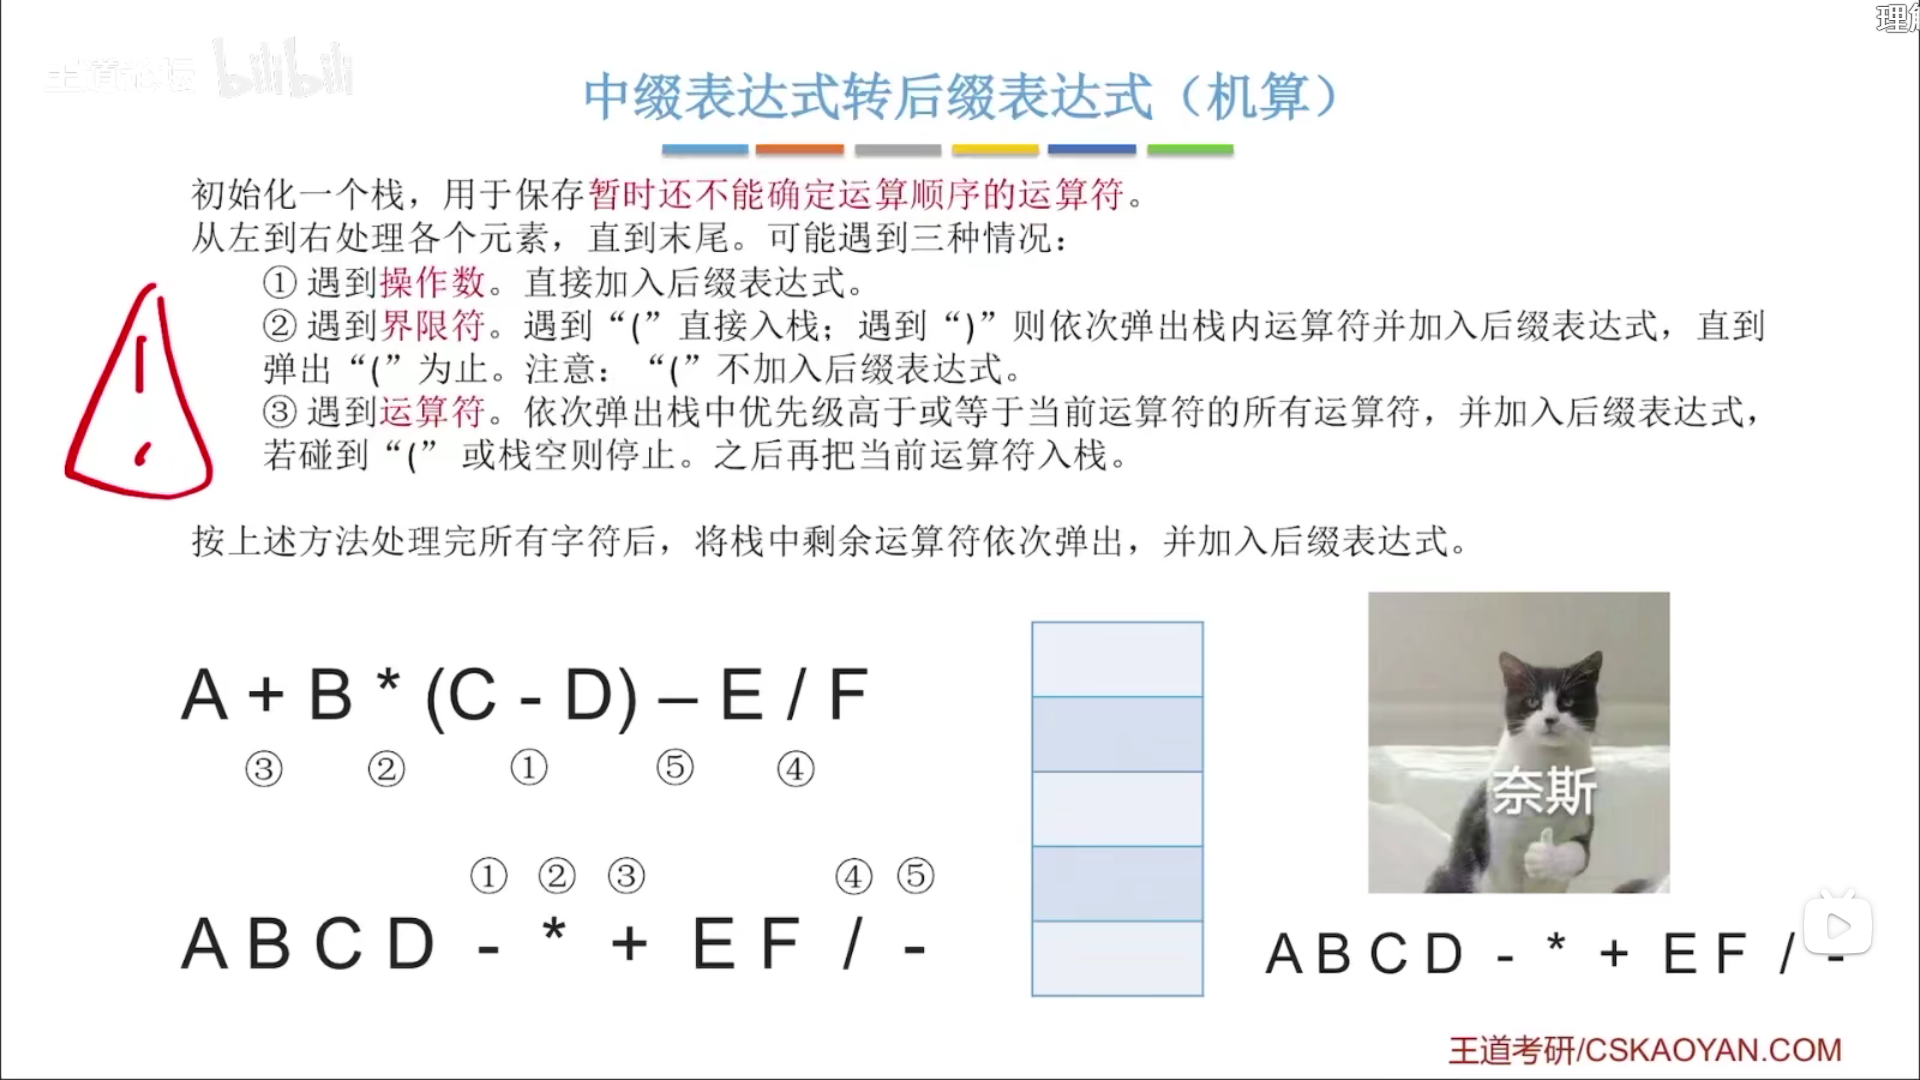 理解
王道论坛 bilibili
中缀表达式转后缀表达式（机算）
初始化一个栈，用于保存暂时还不能确定运算顺序的运算符。
从左到右处理各个元素，直到末尾。可能遇到三种情况：
① 遇到操作数。直接加入后缀表达式。
② 遇到界限符。遇到“(”直接入栈；遇到“)”则依次弹出栈内运算符并加入后缀表达式，直到
弹出“(”为止。注意：“(”不加入后缀表达式。
③ 遇到运算符。依次弹出栈中优先级高于或等于当前运算符的所有运算符，并加入后缀表达式，
若碰到“(” 或栈空则停止。之后再把当前运算符入栈。
按上述方法处理完所有字符后，将栈中剩余运算符依次弹出，并加入后缀表达式。
A + B * (C - D) – E / F
③ ② ① ⑤ ④
① ② ③ ④ ⑤
A B C D - * + E F / -
奈斯
A B C D - * + E F / -
王道考研/CSKAOYAN.COM